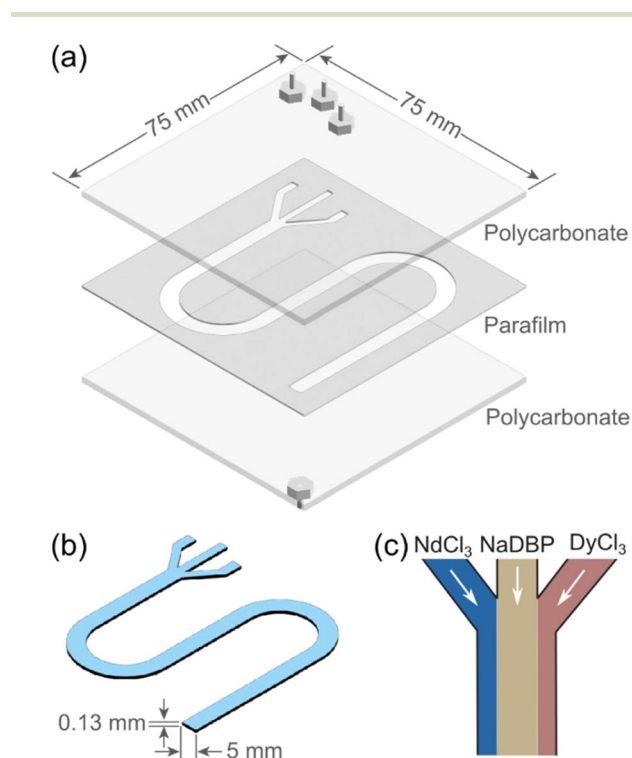 (a)
75 mm
75 mm
Polycarbonate
Parafilm
Polycarbonate
(b)
0.13 mm
5 mm
(c)
NdCl₃ NaDBP DyCl₃